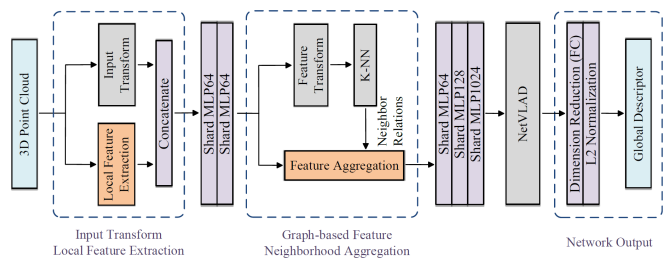 3D Point Cloud
Input
Transform
Local Feature
Extraction
Concatenate
Shard MLP64
Shard MLP64
Feature
Transform
K-NN
Neighbor
Relations
Feature Aggregation
Shard MLP64
Shard MLP128
Shard MLP1024
NetVLAD
Dimension Reduction (FC)
L2 Normalization
Global Descriptor
Input Transform
Local Feature Extraction
Graph-based Feature
Neighborhood Aggregation
Network Output